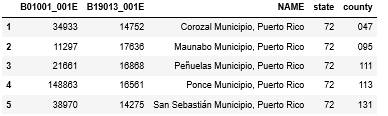 B01001_001E B19013_001E NAME state county
1 34933 14752 Corozal Municipio, Puerto Rico 72 047
2 11297 17636 Maunabo Municipio, Puerto Rico 72 095
3 21661 16868 Peñuelas Municipio, Puerto Rico 72 111
4 148863 16561 Ponce Municipio, Puerto Rico 72 113
5 38970 14275 San Sebastián Municipio, Puerto Rico 72 131